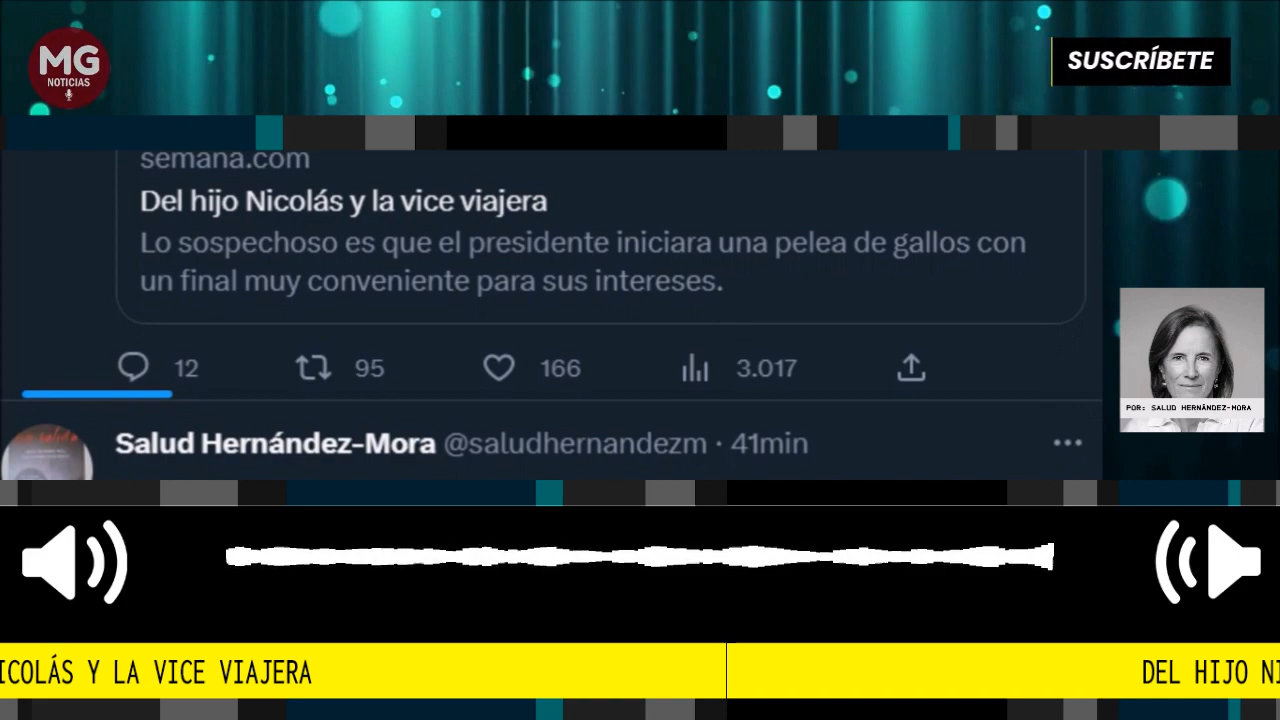 MG
NOTICIAS
SUSCRÍBETE
semana.com
Del hijo Nicolás y la vice viajera
Lo sospechoso es que el presidente iniciara una pelea de gallos con
un final muy conveniente para sus intereses.
12 95 166 3.017
POR: SALUD HERNÁNDEZ-MORA
Salud Hernández-Mora @saludhernandezm · 41min
ICOLÁS Y LA VICE VIAJERA
DEL HIJO NI